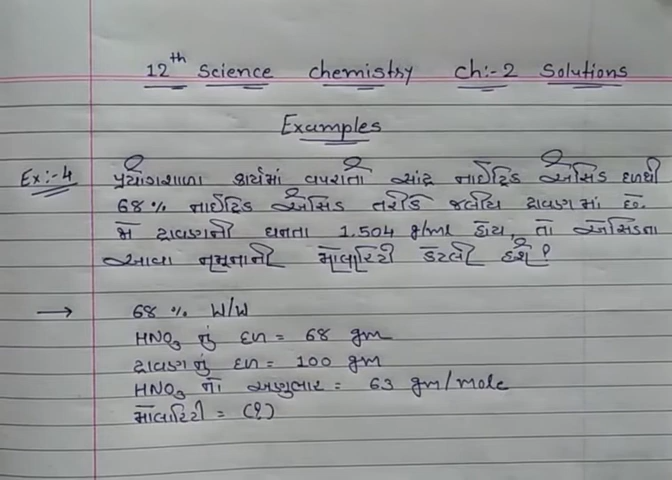 12th Science Chemistry Ch:-2 Solutions
Examples
Ex:-4 પ્રયોગશાળા કાર્યમાં વપરાતો સાંદ્ર નાઈટ્રિક એસિડ દળથી
68% નાઈટ્રિક એસિડ તરીકે જલીય દ્રાવણમાં છે.
જો દ્રાવણની ઘનતા 1.504 g/ml હોય, તો એસિડના
આવા નમૂનાની મોલારિટી કેટલી હશે?
→ 68 % W/W
HNO3 નું દળ = 68 gm
દ્રાવણનું દળ = 100 gm
HNO3 નો અણુભાર = 63 gm/mole
મોલારિટી = (?)